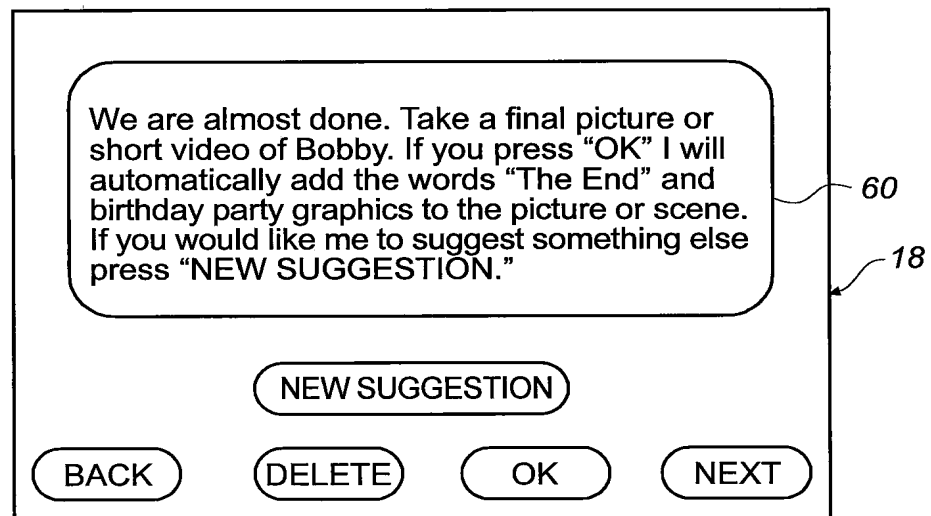 We are almost done. Take a final picture or
short video of Bobby. If you press “OK” I will
automatically add the words “The End” and
birthday party graphics to the picture or scene.
If you would like me to suggest something else
press “NEW SUGGESTION.”
60
18
NEW SUGGESTION
BACK DELETE OK NEXT